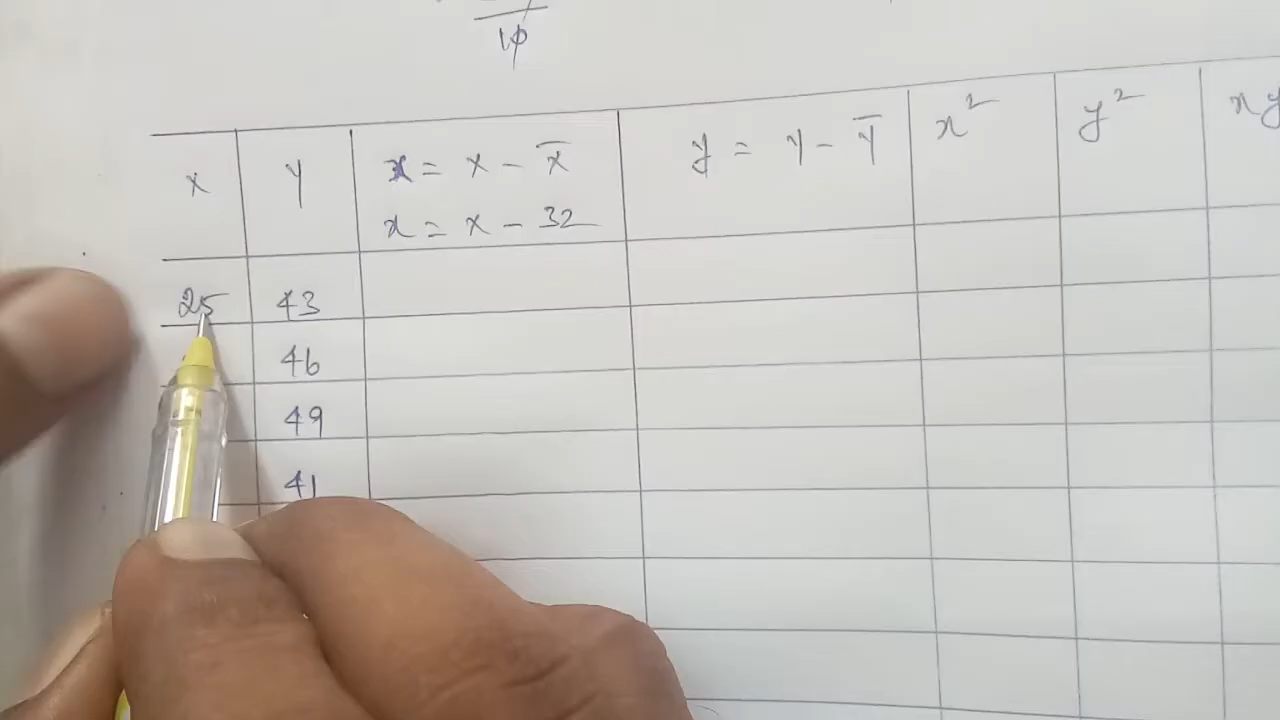 10
X Y x = X - X̅ y = Y - Y̅ x² y² xy
x = X - 32
25 43
46
49
41